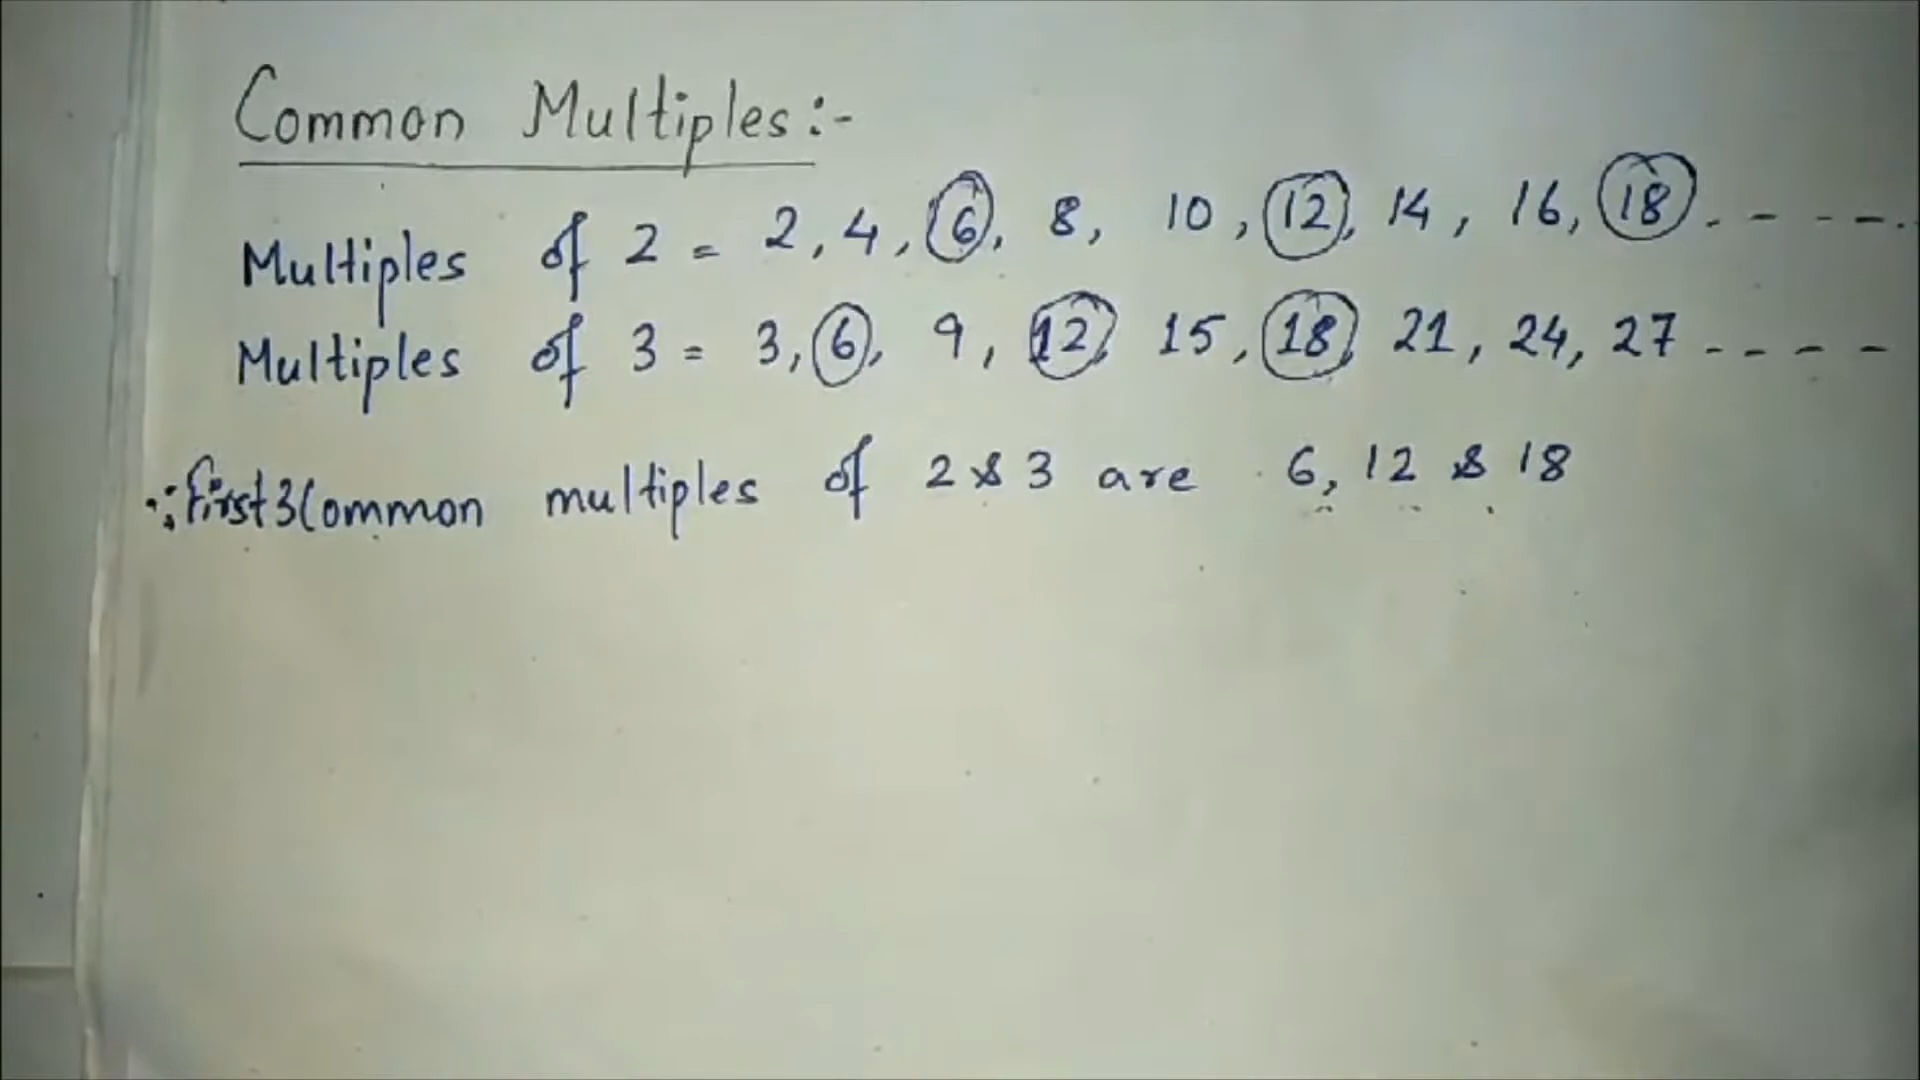 Common Multiples:-
Multiples of 2 = 2, 4, 6, 8, 10, 12, 14, 16, 18.----.
Multiples of 3 = 3, 6, 9, 12, 15, 18, 21, 24, 27----
∴ First 3 Common multiples of 2 & 3 are 6, 12 & 18